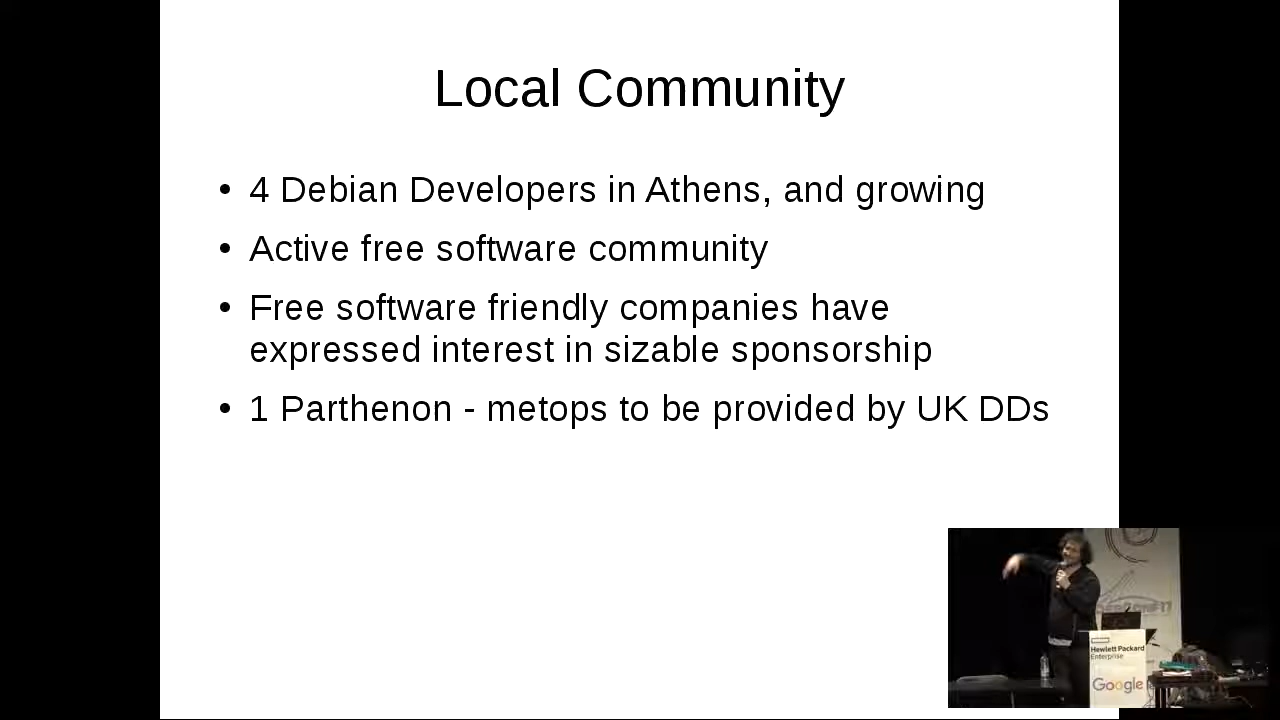 Local Community
• 4 Debian Developers in Athens, and growing
• Active free software community
• Free software friendly companies have
expressed interest in sizable sponsorship
• 1 Parthenon - metops to be provided by UK DDs
Hewlett Packard
Enterprise
Google